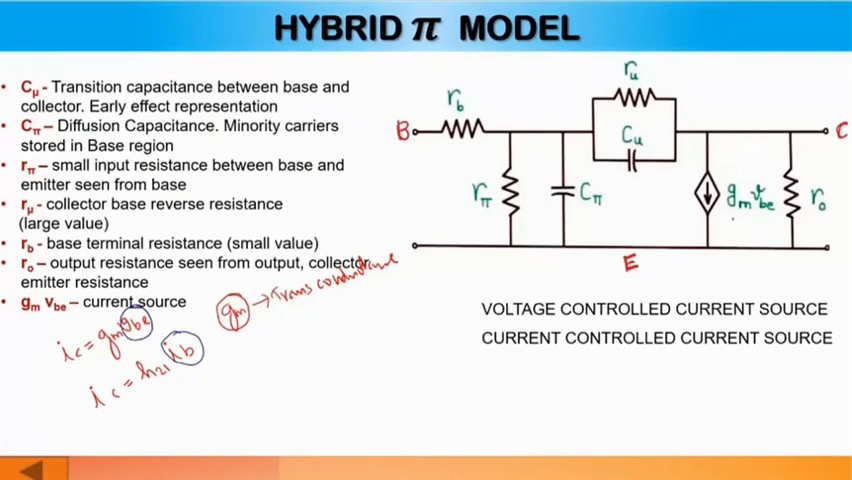 HYBRID π MODEL
• Cμ - Transition capacitance between base and
collector. Early effect representation
• Cπ – Diffusion Capacitance. Minority carriers
stored in Base region
• rπ – small input resistance between base and
emitter seen from base
• rμ - collector base reverse resistance
(large value)
• rb - base terminal resistance (small value)
• ro - output resistance seen from output, collector
emitter resistance
• gm vbe – current source
ic = gm vbe
ic = h21 ib
gm → Trans conductance
B
rb
rπ
Cπ
ru
Cu
gm vbe
ro
C
E
VOLTAGE CONTROLLED CURRENT SOURCE
CURRENT CONTROLLED CURRENT SOURCE